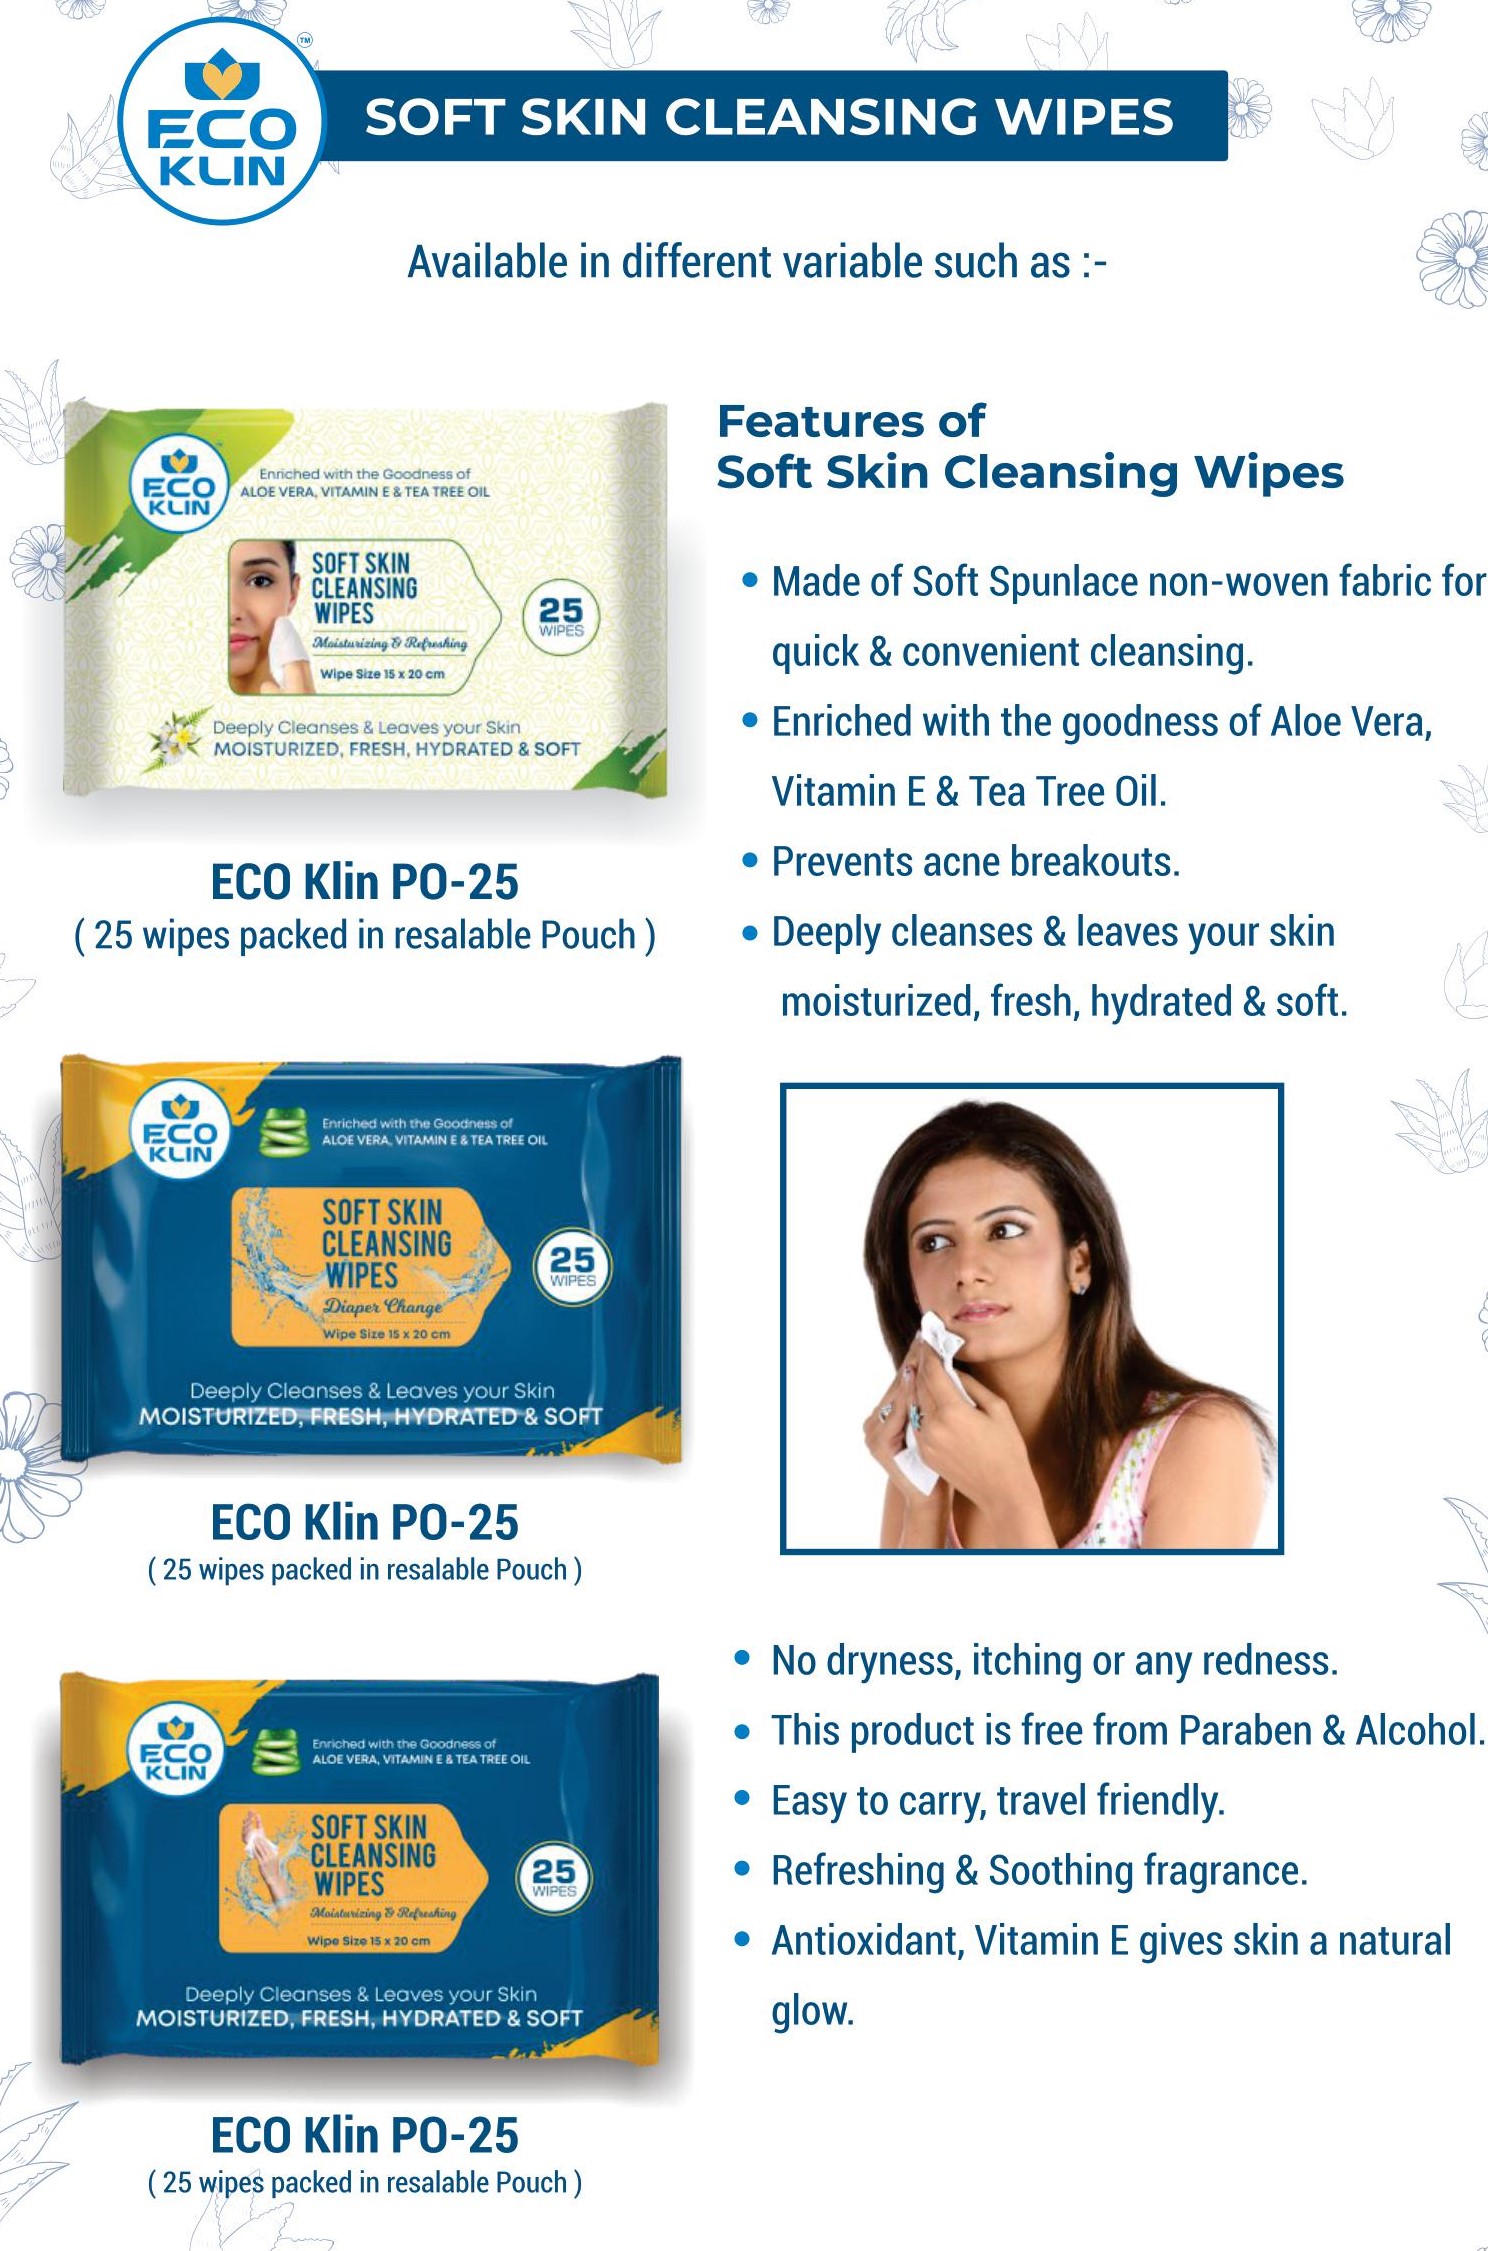 TM
ECO
KLIN
SOFT SKIN CLEANSING WIPES
Available in different variable such as :-
ECO
KLIN
Enriched with the Goodness of
ALOE VERA, VITAMIN E & TEA TREE OIL
SOFT SKIN
CLEANSING
WIPES
Moisturizing & Refreshing
Wipe Size 15 x 20 cm
25
WIPES
Deeply Cleanses & Leaves your Skin
MOISTURIZED, FRESH, HYDRATED & SOFT
ECO Klin PO-25
( 25 wipes packed in resalable Pouch )
Features of
Soft Skin Cleansing Wipes
• Made of Soft Spunlace non-woven fabric for
quick & convenient cleansing.
• Enriched with the goodness of Aloe Vera,
Vitamin E & Tea Tree Oil.
• Prevents acne breakouts.
• Deeply cleanses & leaves your skin
moisturized, fresh, hydrated & soft.
ECO
KLIN
Enriched with the Goodness of
ALOE VERA, VITAMIN E & TEA TREE OIL
SOFT SKIN
CLEANSING
WIPES
Diaper Change
Wipe Size 15 x 20 cm
25
WIPES
Deeply Cleanses & Leaves your Skin
MOISTURIZED, FRESH, HYDRATED & SOFT
ECO Klin PO-25
( 25 wipes packed in resalable Pouch )
ECO
KLIN
Enriched with the Goodness of
ALOE VERA, VITAMIN E & TEA TREE OIL
SOFT SKIN
CLEANSING
WIPES
Moisturizing & Refreshing
Wipe Size 15 x 20 cm
25
WIPES
Deeply Cleanses & Leaves your Skin
MOISTURIZED, FRESH, HYDRATED & SOFT
ECO Klin PO-25
( 25 wipes packed in resalable Pouch )
• No dryness, itching or any redness.
• This product is free from Paraben & Alcohol.
• Easy to carry, travel friendly.
• Refreshing & Soothing fragrance.
• Antioxidant, Vitamin E gives skin a natural
glow.